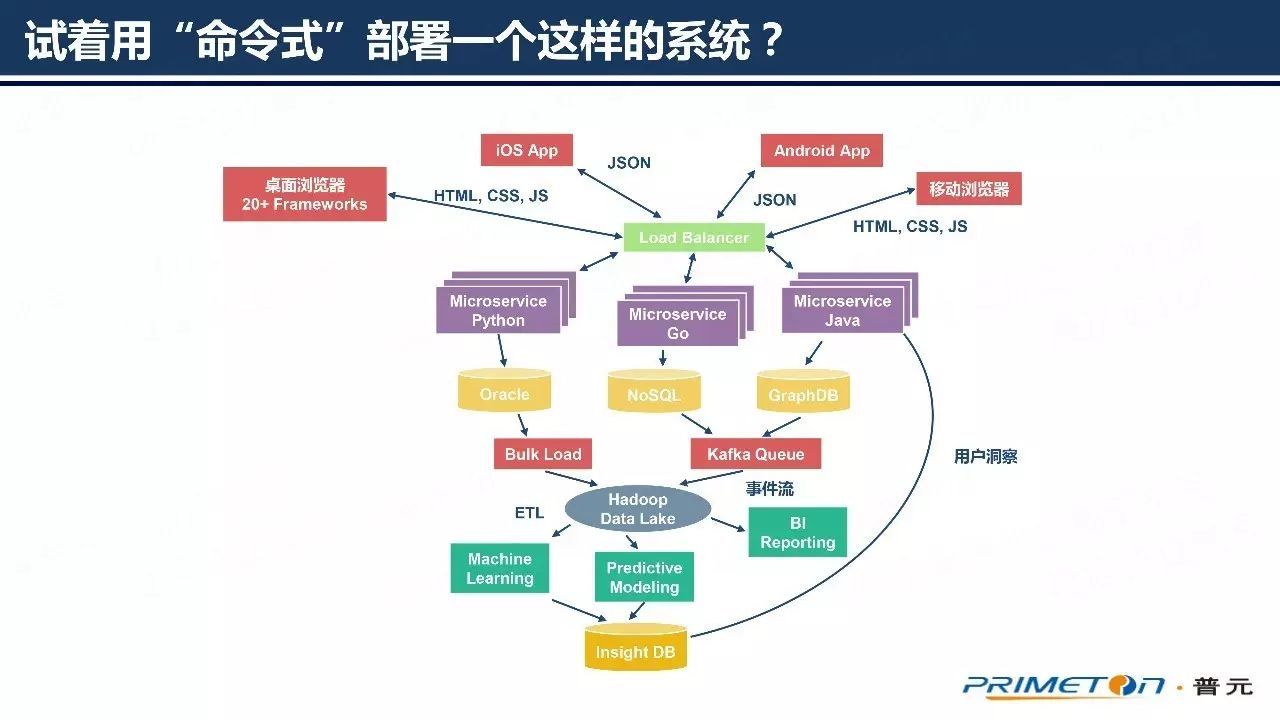 试着用“命令式”部署一个这样的系统？
iOS App
Android App
JSON
桌面浏览器
20+ Frameworks
HTML, CSS, JS
JSON
移动浏览器
HTML, CSS, JS
Load Balancer
Microservice
Python
Microservice
Go
Microservice
Java
Oracle
NoSQL
GraphDB
Bulk Load
Kafka Queue
用户洞察
事件流
Hadoop
Data Lake
ETL
BI
Reporting
Machine
Learning
Predictive
Modeling
Insight DB
PRIMETON·普元